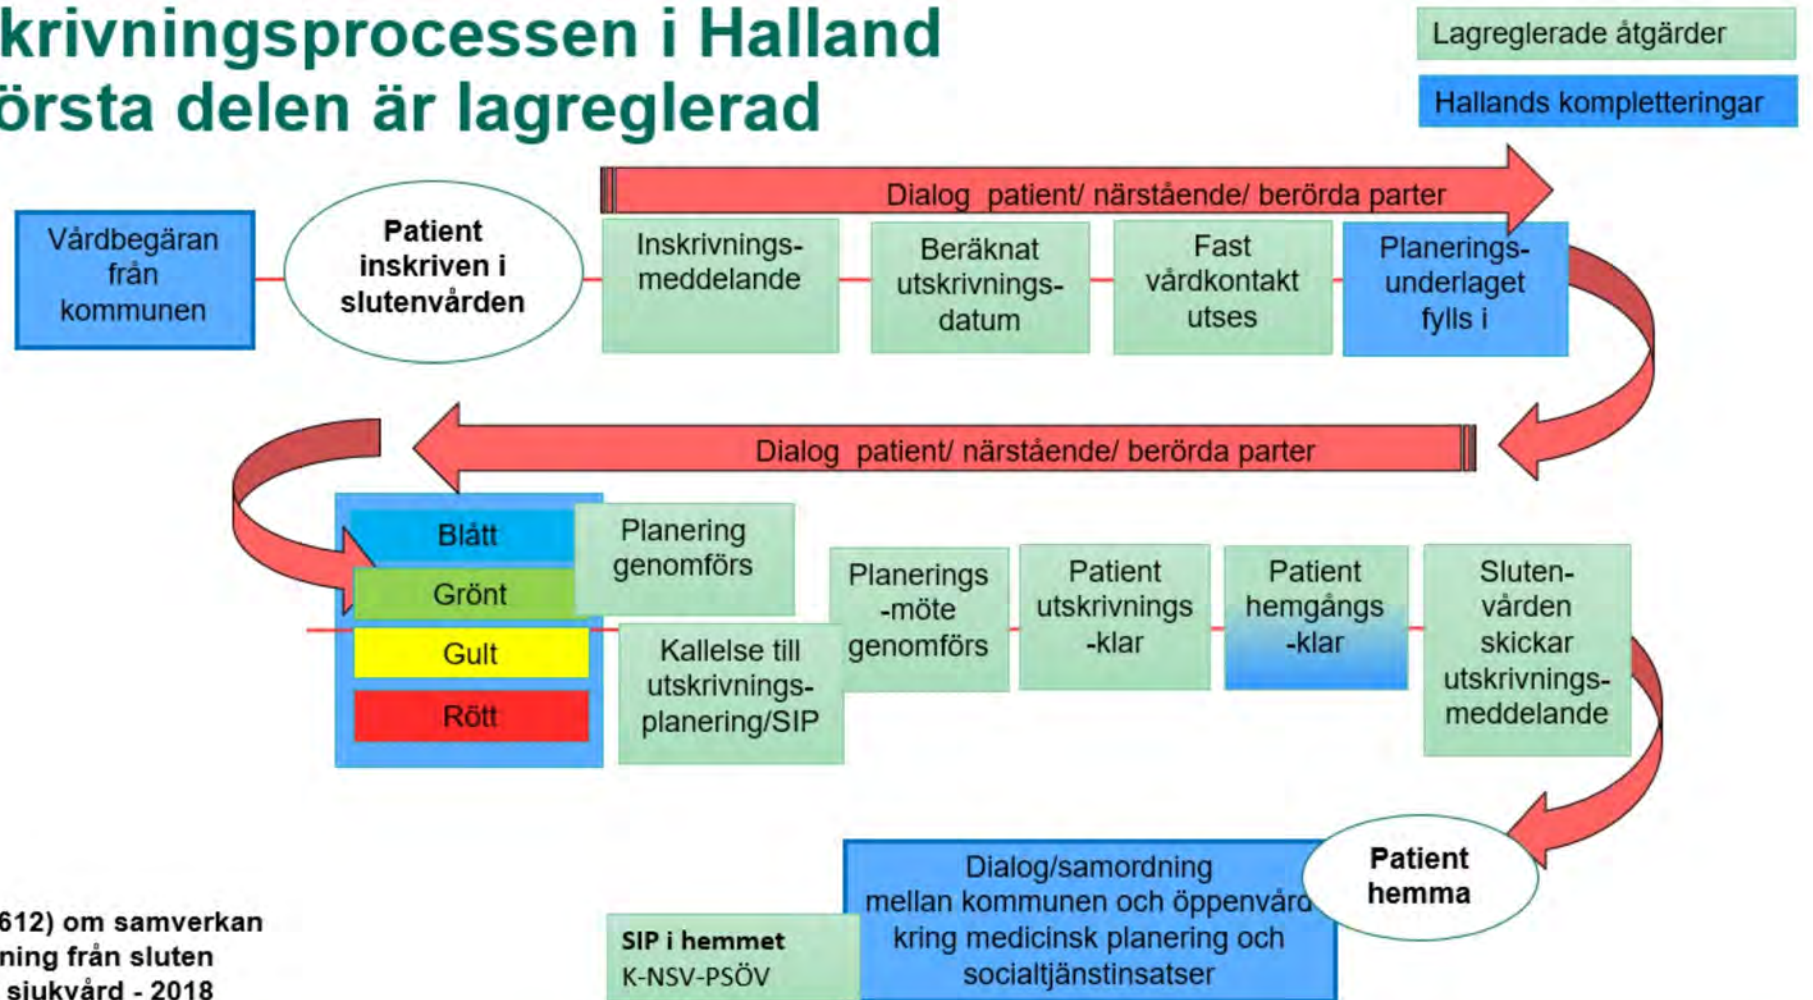 krivningsprocessen i Halland
örsta delen är lagreglerad
Lagreglerade åtgärder
Hallands kompletteringar
Dialog patient/ närstående/ berörda parter
Vårdbegäran
från
kommunen
Patient
inskriven i
slutenvården
Inskrivnings-
meddelande
Beräknat
utskrivnings-
datum
Fast
vårdkontakt
utses
Planerings-
underlaget
fylls i
Dialog patient/ närstående/ berörda parter
Blått
Grönt
Gult
Rött
Planering
genomförs
Kallelse till
utskrivnings-
planering/SIP
Planerings
-möte
genomförs
Patient
utskrivnings
-klar
Patient
hemgångs
-klar
Sluten-
vården
skickar
utskrivnings-
meddelande
Patient
hemma
Dialog/samordning
mellan kommunen och öppenvård
kring medicinsk planering och
socialtjänstinsatser
SIP i hemmet
K-NSV-PSÖV
612) om samverkan
ning från sluten
sjukvård - 2018